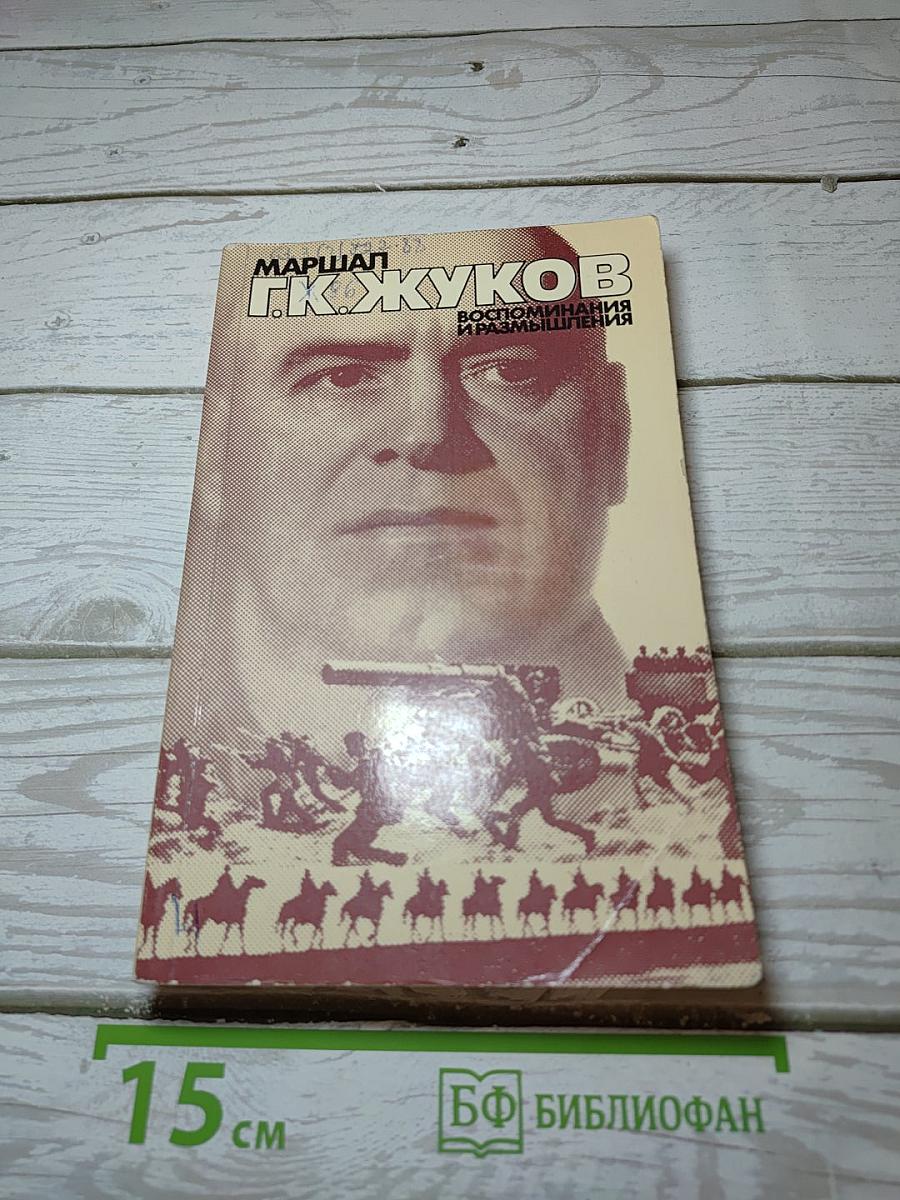 МАРШАЛ
Г.К.ЖУКОВ
ВОСПОМИНАНИЯ
И РАЗМЫШЛЕНИЯ
15 см
БФ БИБЛИОФАН